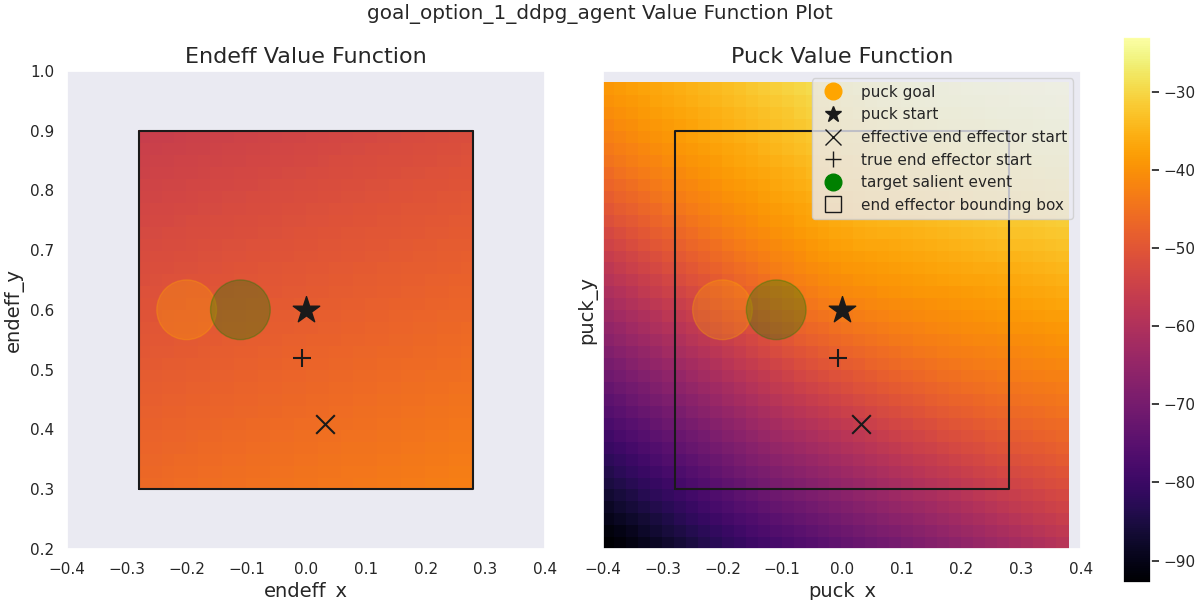 goal_option_1_ddpg_agent Value Function Plot
Endeff Value Function
endeff_y
1.0
0.9
0.8
0.7
0.6
0.5
0.4
0.3
0.2
−0.4 −0.3 −0.2 −0.1 0.0 0.1 0.2 0.3 0.4
endeff_x
Puck Value Function
puck_y
puck goal
puck start
effective end effector start
true end effector start
target salient event
end effector bounding box
−0.4 −0.3 −0.2 −0.1 0.0 0.1 0.2 0.3 0.4
puck_x
−30
−40
−50
−60
−70
−80
−90